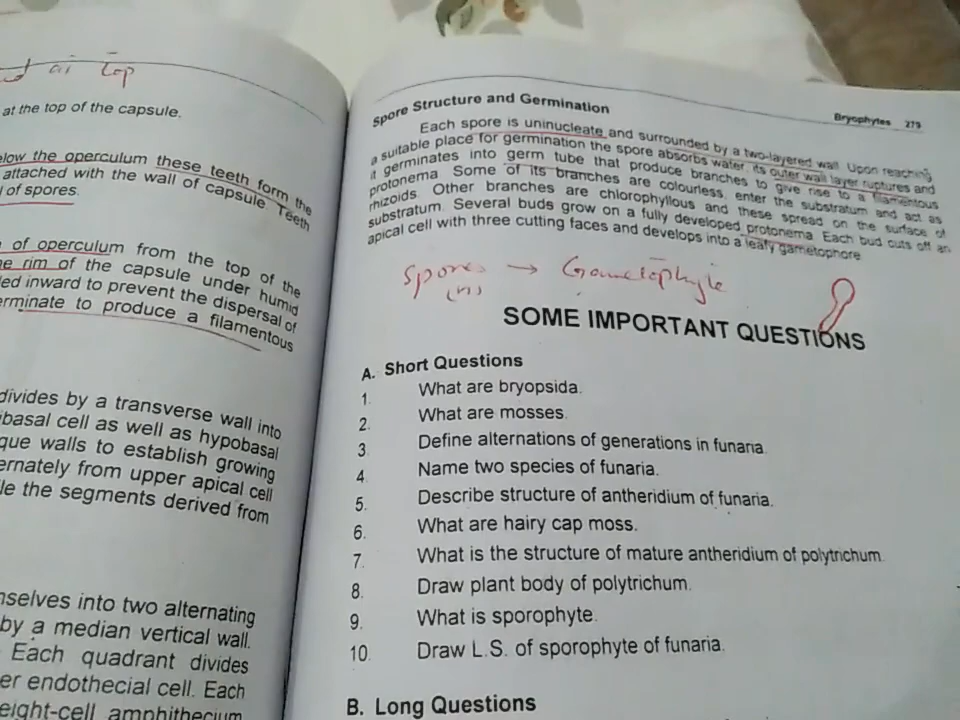 at top
at the top of the capsule.
low the operculum these teeth form the
attached with the wall of capsule. Teeth
of spores.
of operculum from the top of the
e rim of the capsule under humid
ed inward to prevent the dispersal of
erminate to produce a filamentous
divides by a transverse wall into
ibasal cell as well as hypobasal
que walls to establish growing
ernately from upper apical cell
le the segments derived from
mselves into two alternating
by a median vertical wall.
Each quadrant divides
er endothecial cell. Each
eight-cell amphithecium
Bryophytes 279
Spore Structure and Germination
Each spore is uninucleate and surrounded by a two-layered wall. Upon reaching
a suitable place for germination the spore absorbs water, its outer wall layer ruptures and
it germinates into germ tube that produce branches to give rise to a filamentous
protonema. Some of its branches are colourless, enter the substratum and act as
rhizoids. Other branches are chlorophyllous and these spread on the surface of
substratum. Several buds grow on a fully developed protonema. Each bud cuts off an
apical cell with three cutting faces and develops into a leafy gametophore.
Spores → Gametophyte
(n)
SOME IMPORTANT QUESTIONS
A. Short Questions
1. What are bryopsida.
2. What are mosses.
3. Define alternations of generations in funaria.
4. Name two species of funaria.
5. Describe structure of antheridium of funaria.
6. What are hairy cap moss.
7. What is the structure of mature antheridium of polytrichum.
8. Draw plant body of polytrichum.
9. What is sporophyte.
10. Draw L.S. of sporophyte of funaria.
B. Long Questions